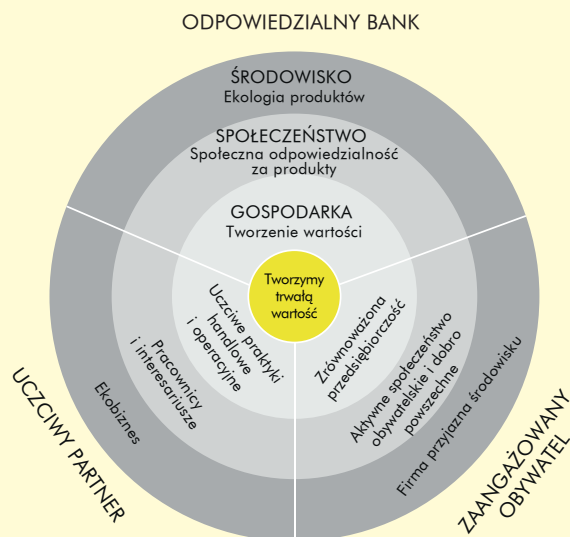 ODPOWIEDZIALNY BANK
ŚRODOWISKO
Ekologia produktów
SPOŁECZEŃSTWO
Społeczna odpowiedzialność
za produkty
GOSPODARKA
Tworzenie wartości
Tworzymy
trwałą
wartość
Uczciwe praktyki
handlowe
i operacyjne
Pracownicy
i interesariusze
Ekobiznes
UCZCIWY PARTNER
Zrównoważona
przedsiębiorczość
Aktywne społeczeństwo
obywatelskie i dobro
powszechne
Firma przyjazna środowisku
ZAANGAŻOWANY
OBYWATEL